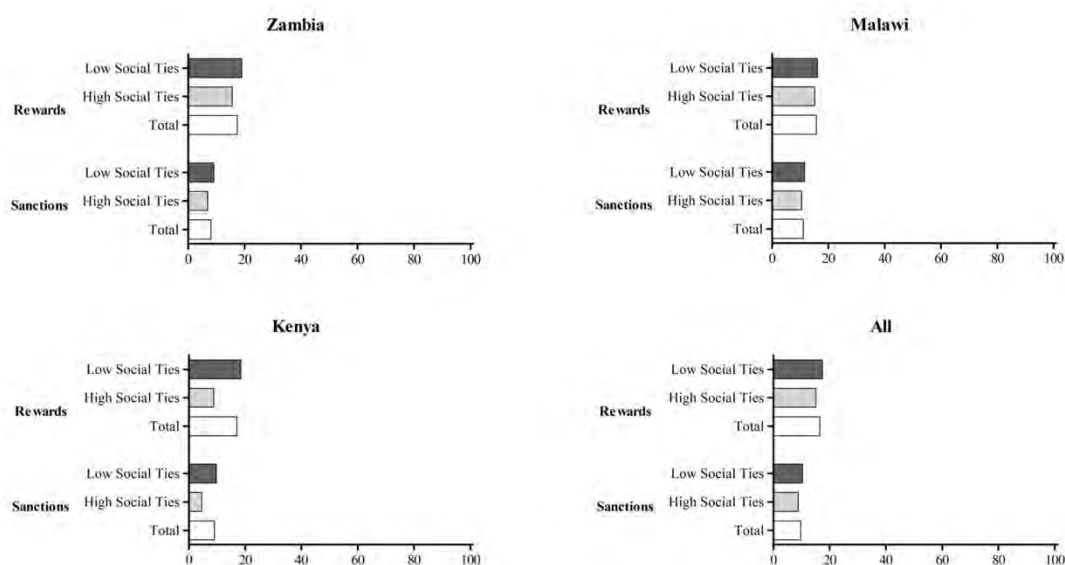 Zambia
Rewards
Low Social Ties
High Social Ties
Total
Sanctions
Low Social Ties
High Social Ties
Total
0 20 40 60 80 100
Malawi
Rewards
Low Social Ties
High Social Ties
Total
Sanctions
Low Social Ties
High Social Ties
Total
0 20 40 60 80 100
Kenya
Rewards
Low Social Ties
High Social Ties
Total
Sanctions
Low Social Ties
High Social Ties
Total
0 20 40 60 80 100
All
Rewards
Low Social Ties
High Social Ties
Total
Sanctions
Low Social Ties
High Social Ties
Total
0 20 40 60 80 100